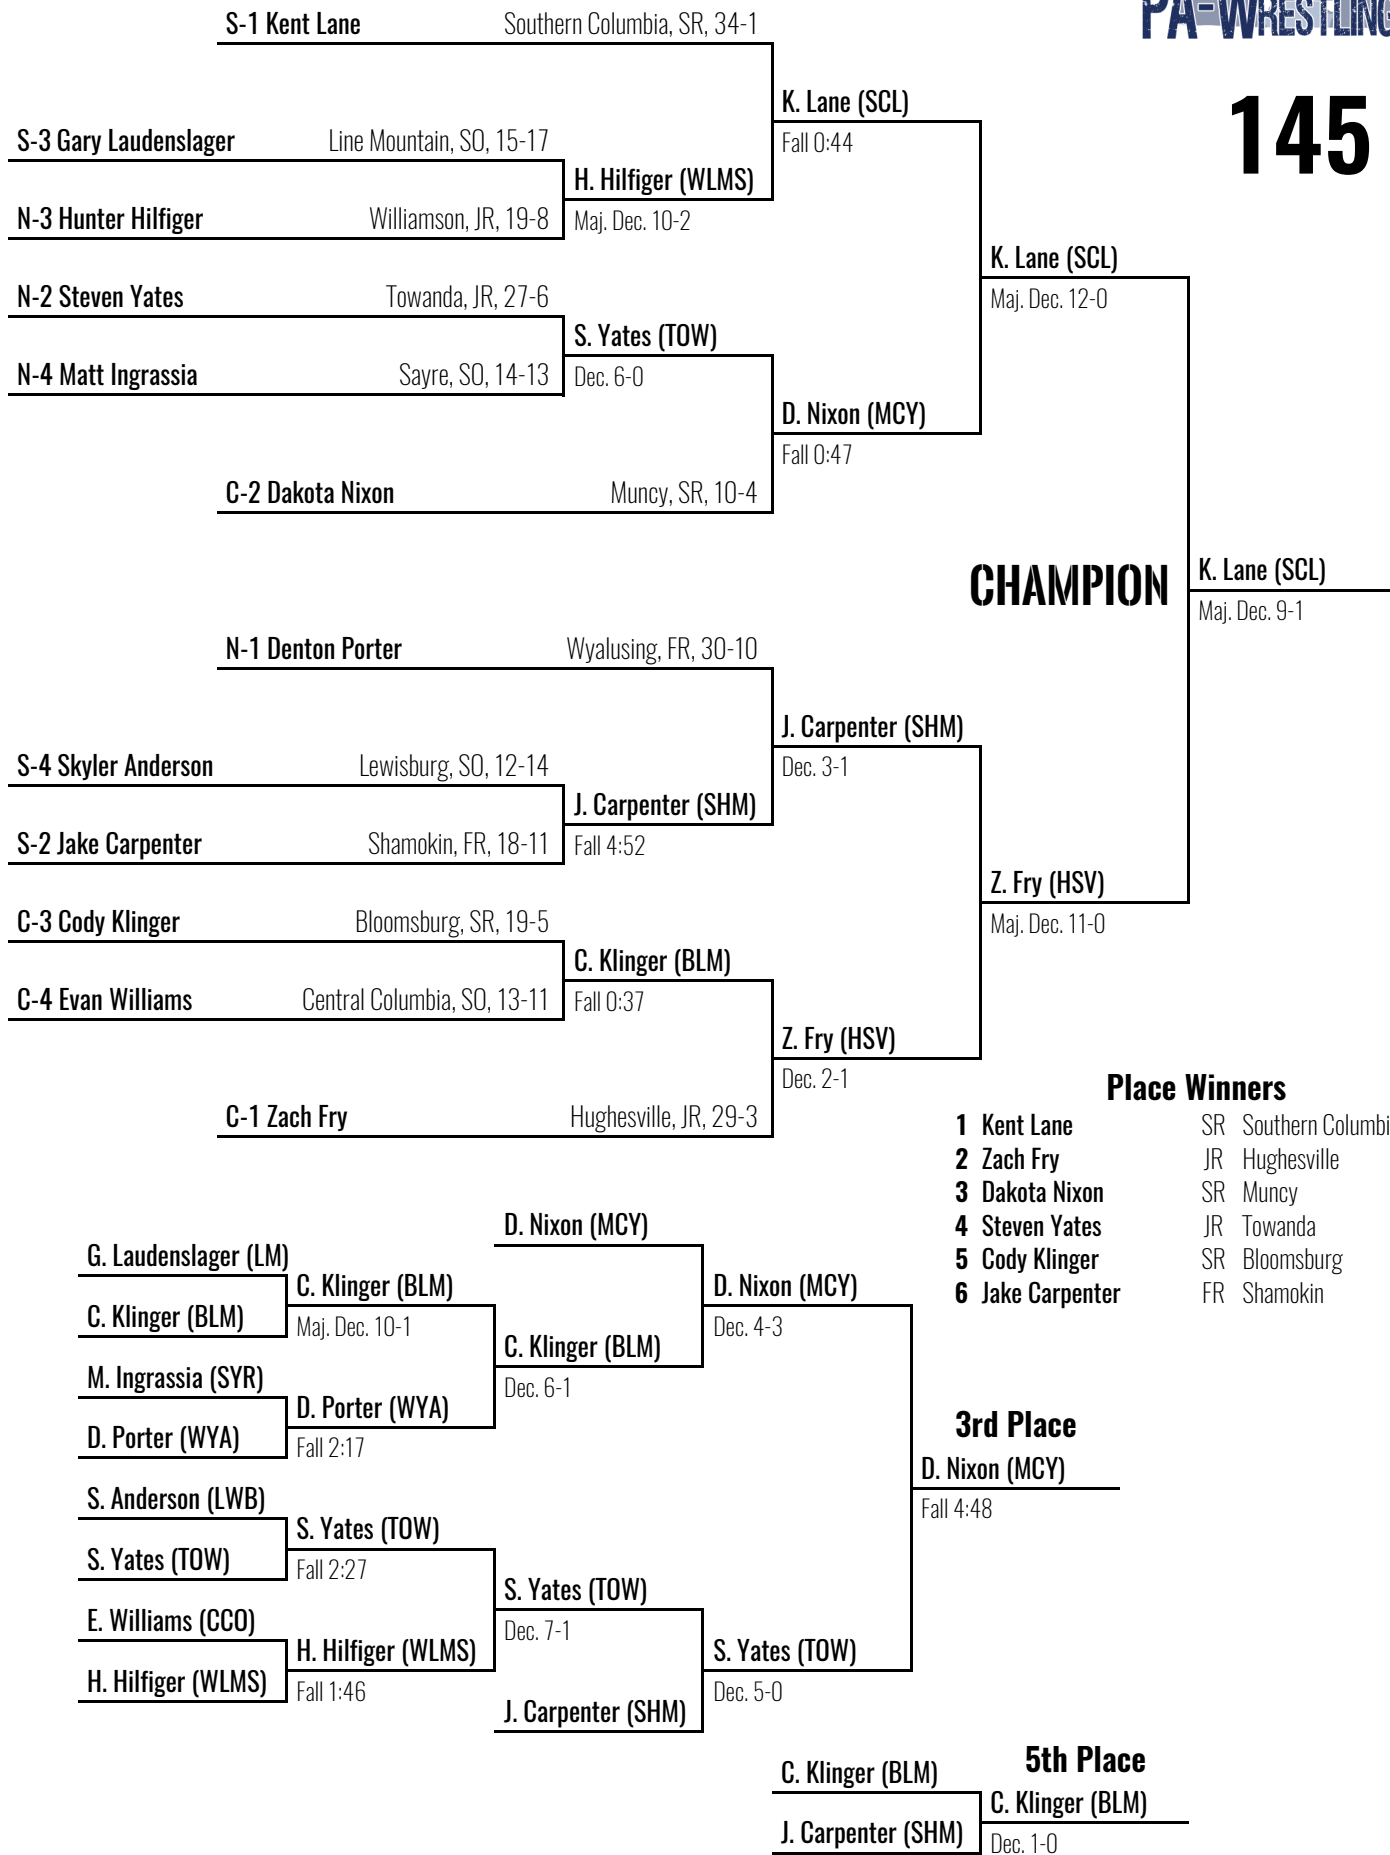 PA-WRESTLING
145
S-1 Kent Lane Southern Columbia, SR, 34-1
K. Lane (SCL)
Fall 0:44
S-3 Gary Laudenslager Line Mountain, SO, 15-17
H. Hilfiger (WLMS)
Maj. Dec. 10-2
N-3 Hunter Hilfiger Williamson, JR, 19-8
K. Lane (SCL)
Maj. Dec. 12-0
N-2 Steven Yates Towanda, JR, 27-6
S. Yates (TOW)
Dec. 6-0
N-4 Matt Ingrassia Sayre, SO, 14-13
D. Nixon (MCY)
Fall 0:47
C-2 Dakota Nixon Muncy, SR, 10-4
CHAMPION
K. Lane (SCL)
Maj. Dec. 9-1
N-1 Denton Porter Wyalusing, FR, 30-10
J. Carpenter (SHM)
Dec. 3-1
S-4 Skyler Anderson Lewisburg, SO, 12-14
J. Carpenter (SHM)
Fall 4:52
S-2 Jake Carpenter Shamokin, FR, 18-11
Z. Fry (HSV)
Maj. Dec. 11-0
C-3 Cody Klinger Bloomsburg, SR, 19-5
C. Klinger (BLM)
Fall 0:37
C-4 Evan Williams Central Columbia, SO, 13-11
Z. Fry (HSV)
Dec. 2-1
C-1 Zach Fry Hughesville, JR, 29-3
Place Winners
1 Kent Lane SR Southern Columbi
2 Zach Fry JR Hughesville
3 Dakota Nixon SR Muncy
4 Steven Yates JR Towanda
5 Cody Klinger SR Bloomsburg
6 Jake Carpenter FR Shamokin
D. Nixon (MCY)
G. Laudenslager (LM)
C. Klinger (BLM)
Maj. Dec. 10-1
C. Klinger (BLM)
D. Nixon (MCY)
Dec. 4-3
C. Klinger (BLM)
Dec. 6-1
M. Ingrassia (SYR)
D. Porter (WYA)
Fall 2:17
D. Porter (WYA)
3rd Place
D. Nixon (MCY)
Fall 4:48
S. Anderson (LWB)
S. Yates (TOW)
Fall 2:27
S. Yates (TOW)
S. Yates (TOW)
Dec. 7-1
E. Williams (CCO)
H. Hilfiger (WLMS)
Fall 1:46
H. Hilfiger (WLMS)
S. Yates (TOW)
Dec. 5-0
J. Carpenter (SHM)
5th Place
C. Klinger (BLM)
C. Klinger (BLM)
Dec. 1-0
J. Carpenter (SHM)